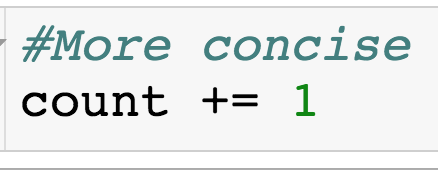 #More concise
count += 1